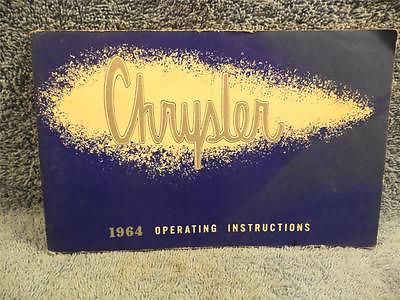 Chrysler
1964 OPERATING INSTRUCTIONS